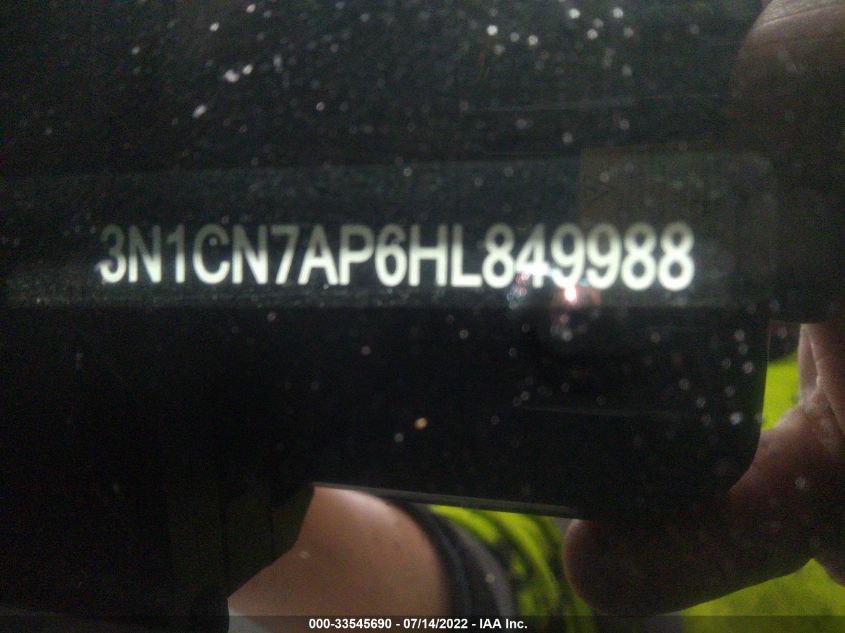 3N1CN7AP6HL849988
000-33545690 - 07/14/2022 - IAA Inc.